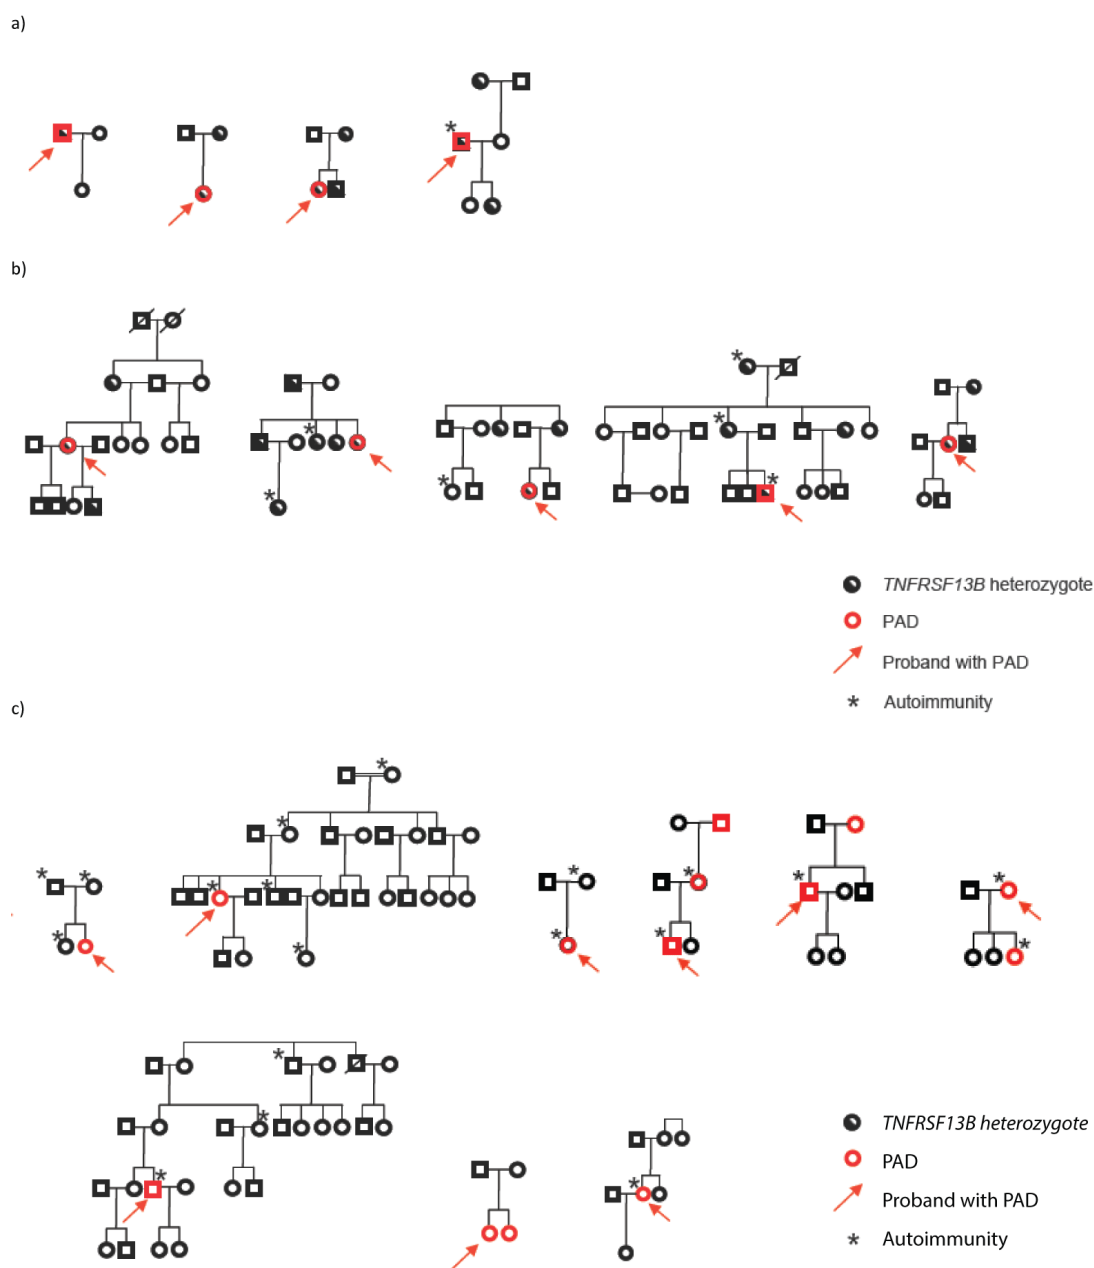 a)
b)
TNFRSF13B heterozygote
PAD
Proband with PAD
* Autoimmunity
c)
TNFRSF13B heterozygote
PAD
Proband with PAD
* Autoimmunity